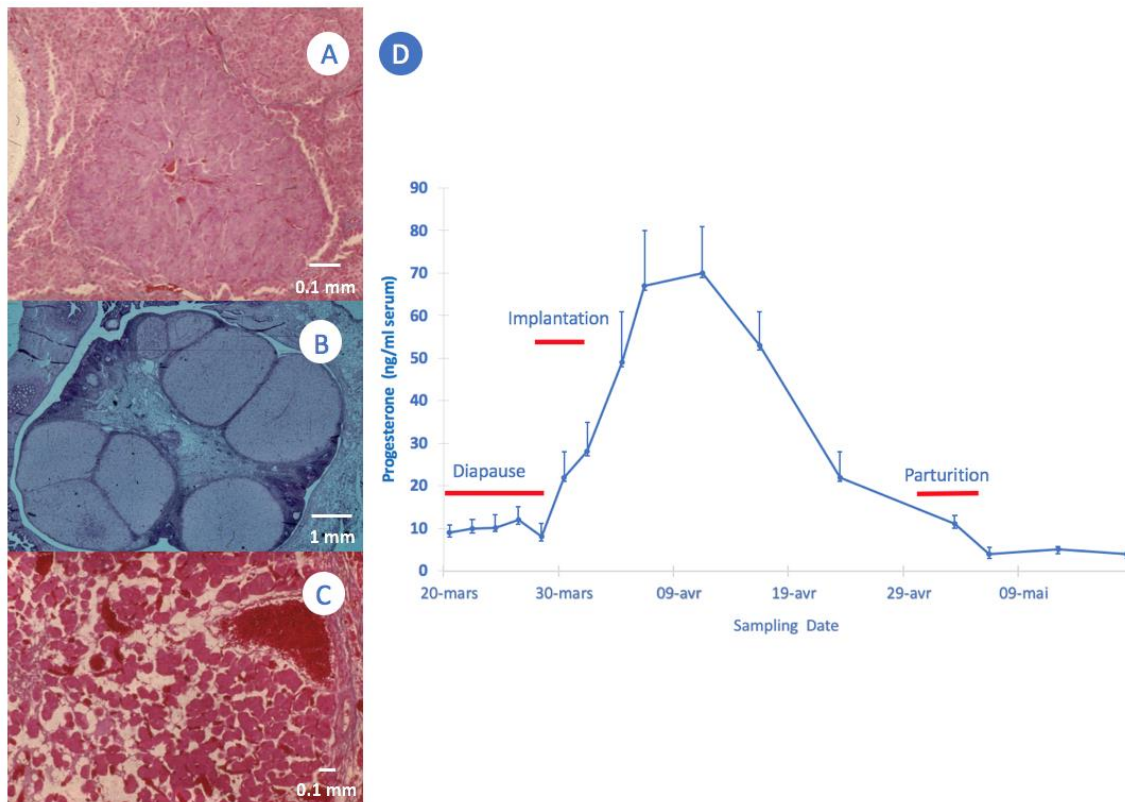 A
0.1 mm
B
1 mm
C
0.1 mm
D
Progesterone (ng/ml serum)
90
80
70
60
50
40
30
20
10
0
Implantation
Diapause
Parturition
20-mars 30-mars 09-avr 19-avr 29-avr 09-mai
Sampling Date